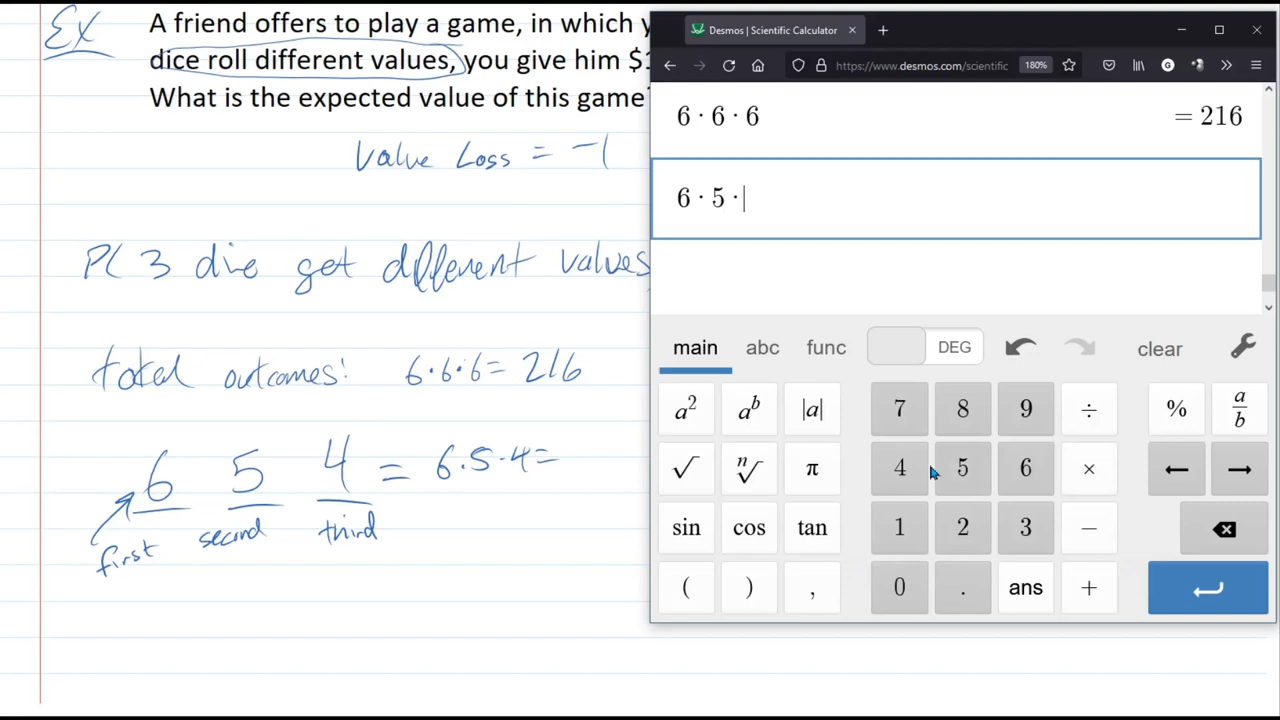 Ex
A friend offers to play a game, in which y
dice roll different values, you give him $1
What is the expected value of this game?
Value Loss = -1
P( 3 die get different values
total outcomes: 6·6·6= 216
6 5 4 = 6·5·4=
first second third
Desmos | Scientific Calculator
https://www.desmos.com/scientific
180%
6 · 6 · 6 = 216
6 · 5 ·
main abc func DEG clear
a² aᵇ |a| 7 8 9 ÷ % a/b
√ ⁿ√ π 4 5 6 × ← →
sin cos tan 1 2 3 −
( ) , 0 . ans +